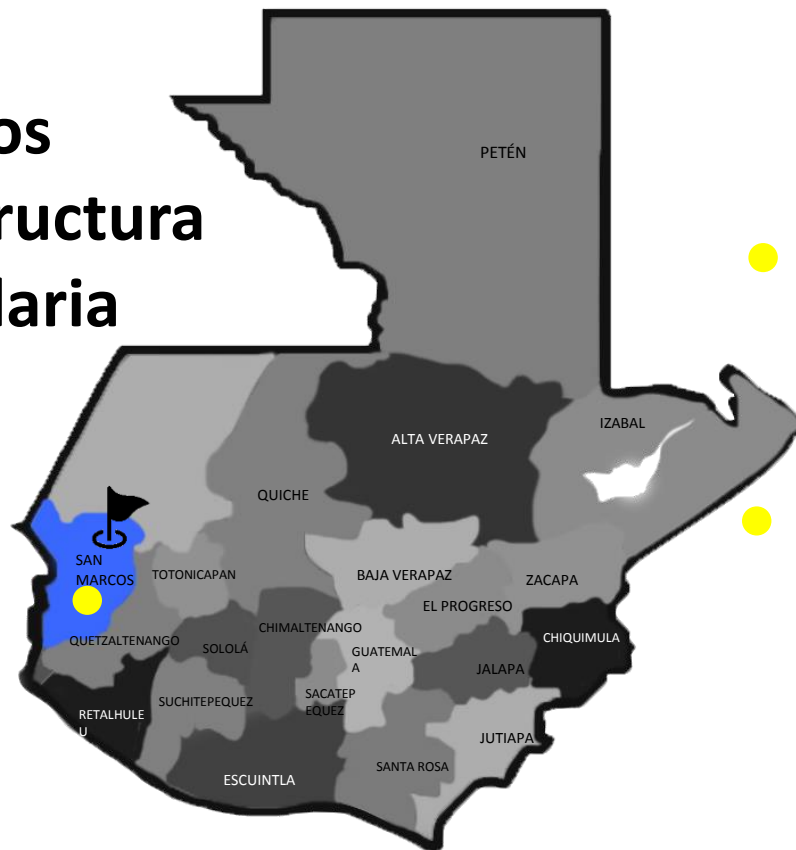 os
ructura
laria
PETÉN
IZABAL
ALTA VERAPAZ
QUICHE
SAN
MARCOS
TOTONICAPAN
BAJA VERAPAZ
ZACAPA
EL PROGRESO
CHIMALTENANGO
QUETZALTENANGO
SOLOLÁ
CHIQUIMULA
GUATEMAL
A
JALAPA
SUCHITEPEQUEZ
SACATEP
EQUEZ
RETALHULE
U
JUTIAPA
SANTA ROSA
ESCUINTLA